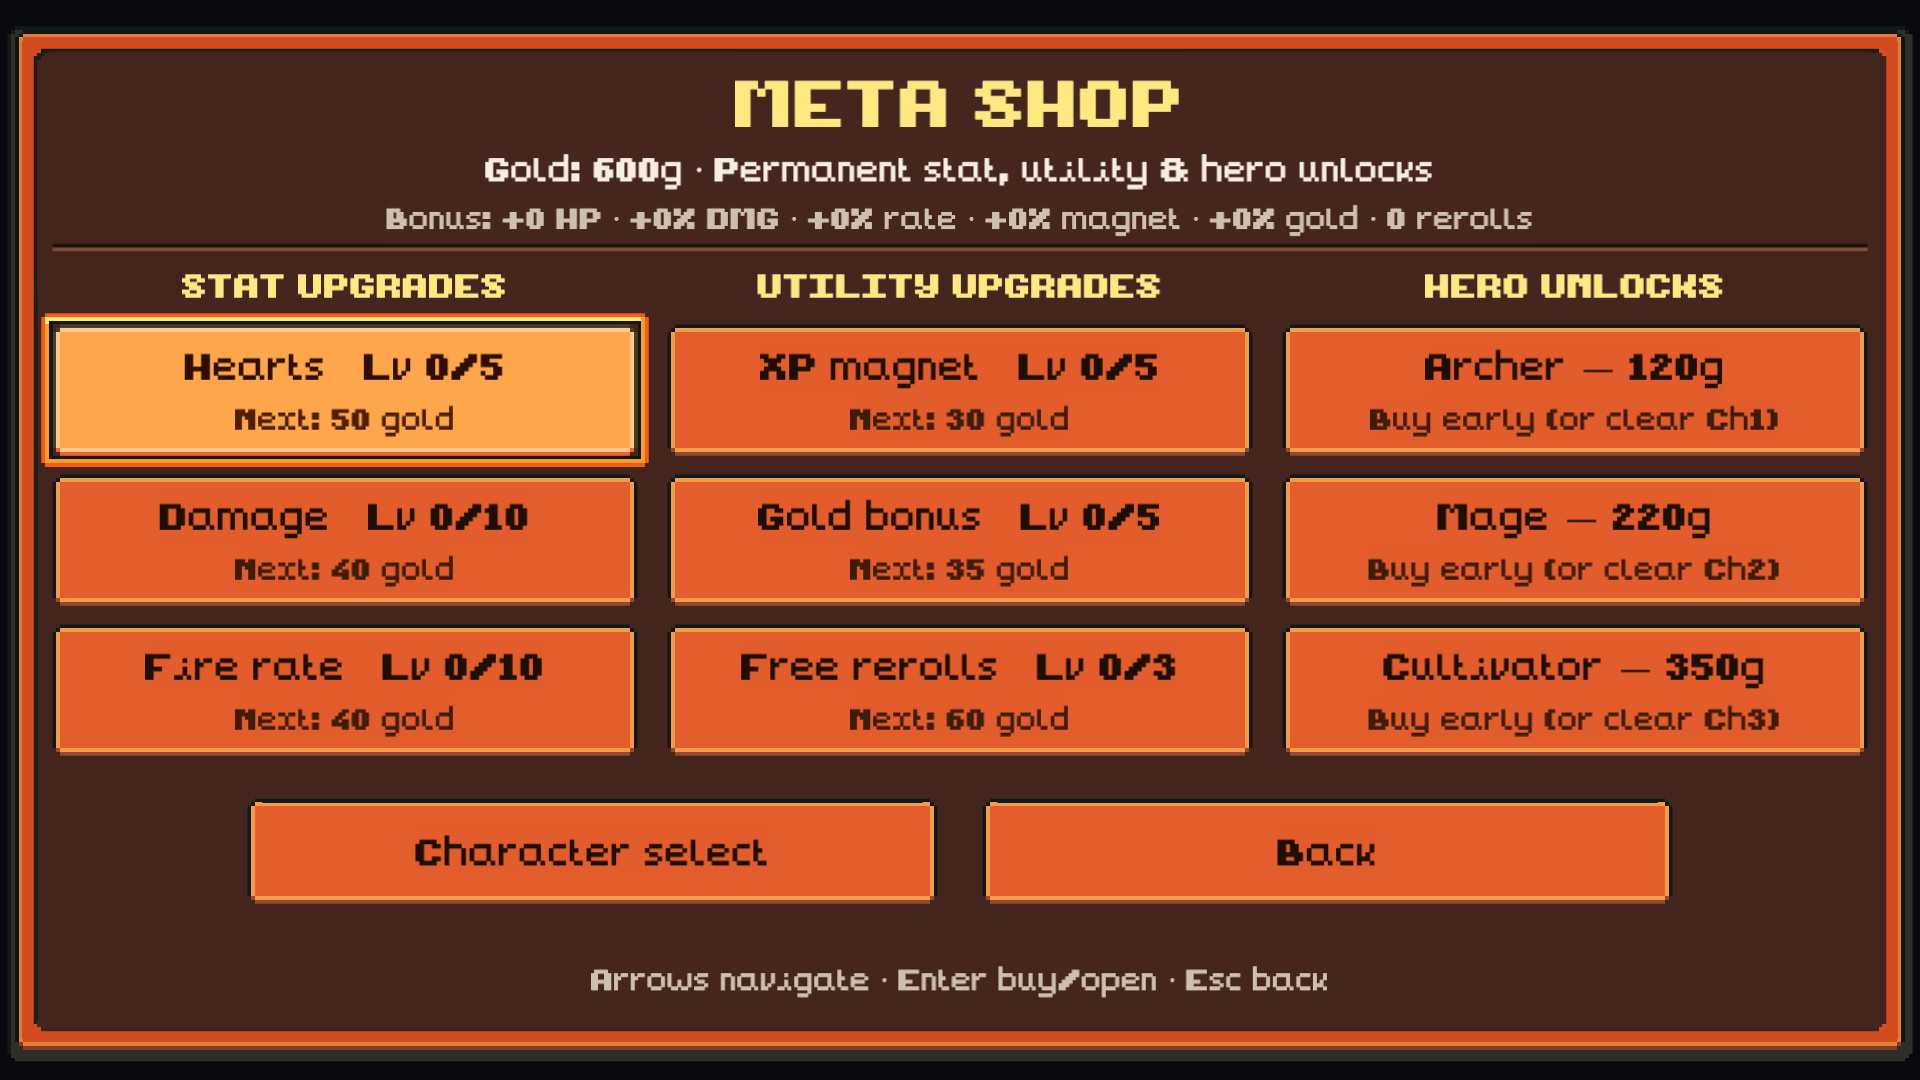 META SHOP
Gold: 600g · Permanent stat, utility & hero unlocks
Bonus: +0 HP · +0% DMG · +0% rate · +0% magnet · +0% gold · 0 rerolls
STAT UPGRADES
Hearts Lv 0/5
Next: 50 gold
Damage Lv 0/10
Next: 40 gold
Fire rate Lv 0/10
Next: 40 gold
UTILITY UPGRADES
XP magnet Lv 0/5
Next: 30 gold
Gold bonus Lv 0/5
Next: 35 gold
Free rerolls Lv 0/3
Next: 60 gold
HERO UNLOCKS
Archer — 120g
Buy early (or clear Ch1)
Mage — 220g
Buy early (or clear Ch2)
Cultivator — 350g
Buy early (or clear Ch3)
Character select
Back
Arrows navigate · Enter buy/open · Esc back